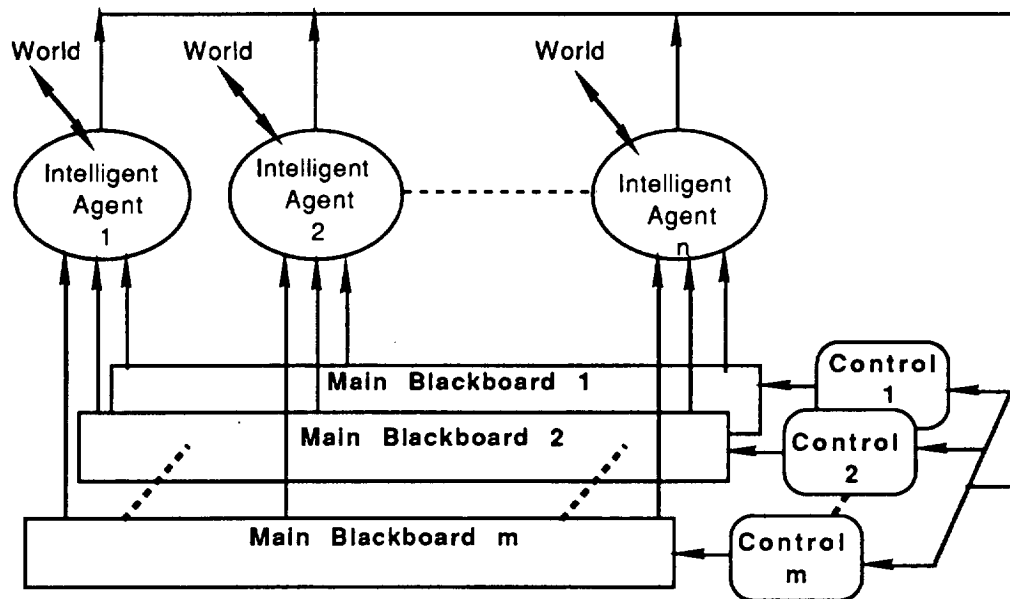 World
World
World
Intelligent
Agent
1
Intelligent
Agent
2
Intelligent
Agent
n
Main Blackboard 1
Control
1
Main Blackboard 2
Control
2
Main Blackboard m
Control
m